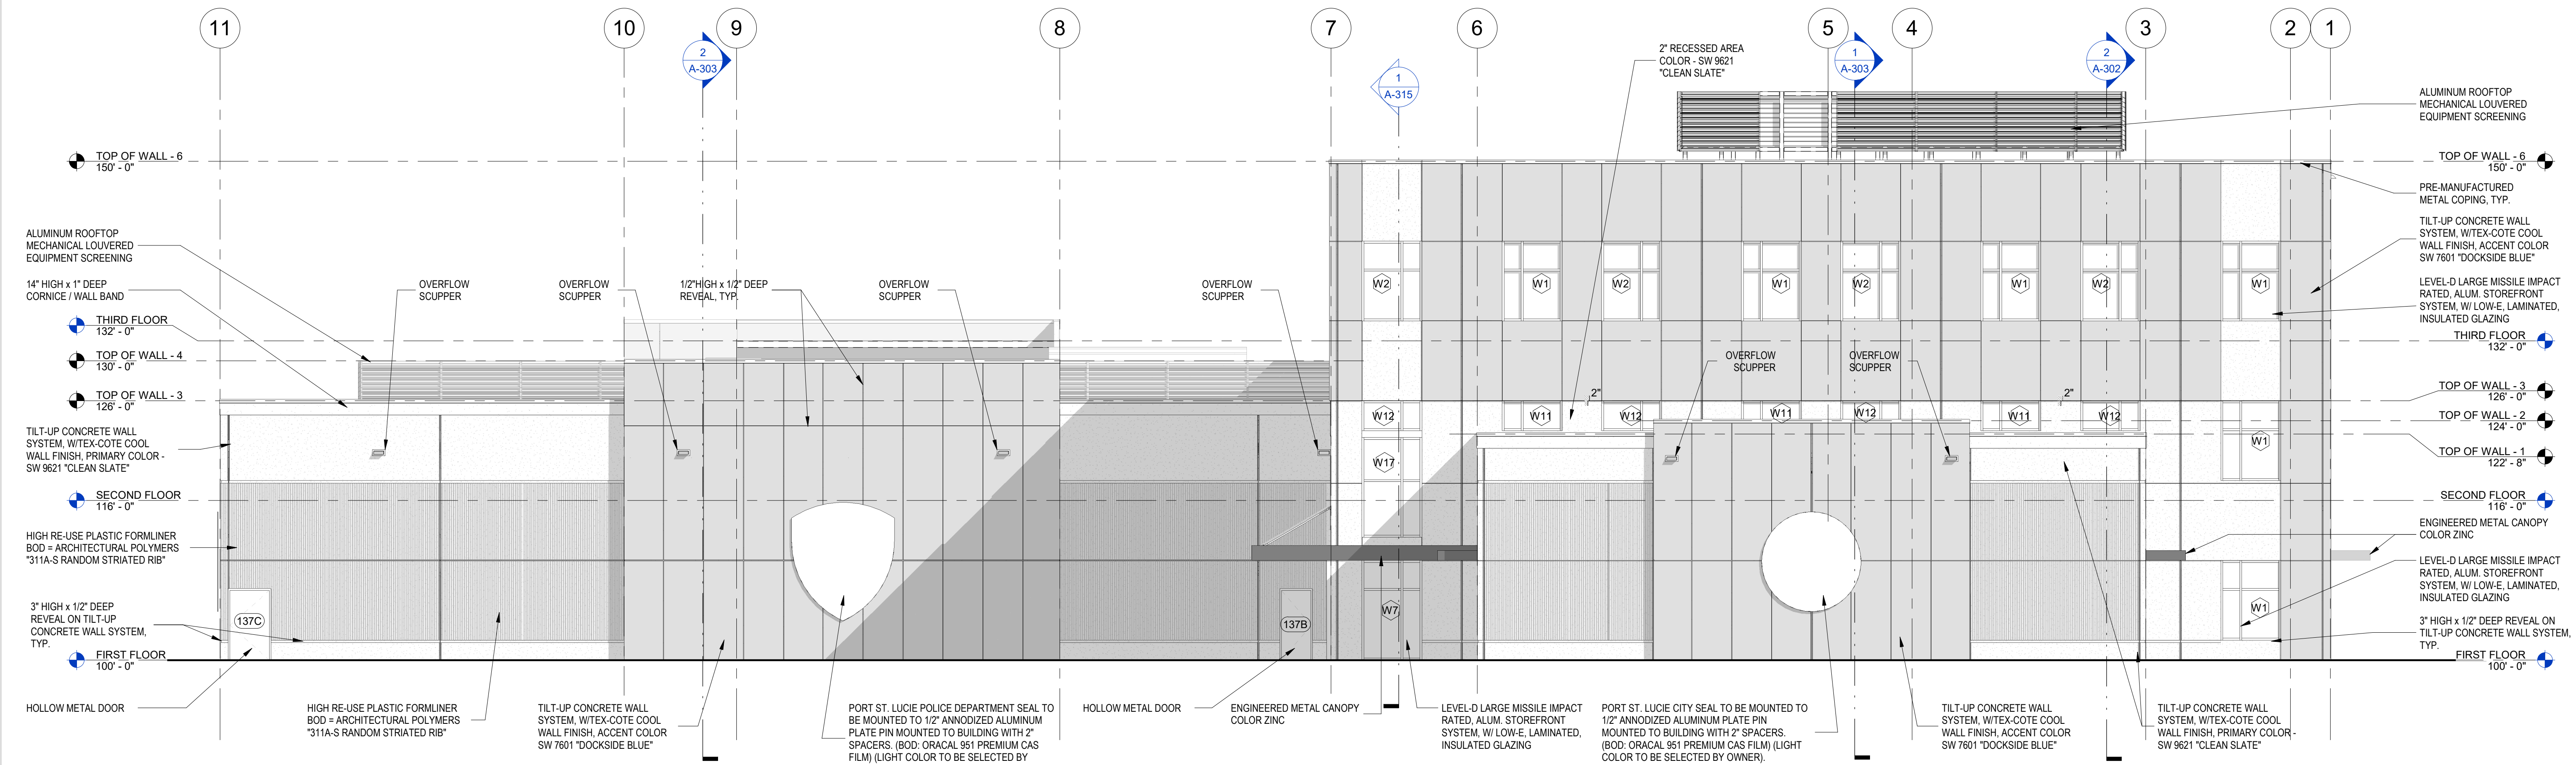 11
10
9
8
7
6
5
4
3
2
1
2
A-303
1
A-315
1
A-303
2
A-302
2" RECESSED AREA
COLOR - SW 9621
"CLEAN SLATE"
ALUMINUM ROOFTOP
MECHANICAL LOUVERED
EQUIPMENT SCREENING
TOP OF WALL - 6
150' - 0"
TOP OF WALL - 6
150' - 0"
PRE-MANUFACTURED
METAL COPING, TYP.
TILT-UP CONCRETE WALL
SYSTEM, W/TEX-COTE COOL
WALL FINISH, ACCENT COLOR
SW 7601 "DOCKSIDE BLUE"
ALUMINUM ROOFTOP
MECHANICAL LOUVERED
EQUIPMENT SCREENING
14" HIGH x 1" DEEP
CORNICE / WALL BAND
OVERFLOW
SCUPPER
OVERFLOW
SCUPPER
1/2"HIGH x 1/2" DEEP
REVEAL, TYP.
OVERFLOW
SCUPPER
OVERFLOW
SCUPPER
W2
W1
W2
W1
W2
W1
W2
W1
LEVEL-D LARGE MISSILE IMPACT
RATED, ALUM. STOREFRONT
SYSTEM, W/ LOW-E, LAMINATED,
INSULATED GLAZING
THIRD FLOOR
132' - 0"
THIRD FLOOR
132' - 0"
TOP OF WALL - 4
130' - 0"
OVERFLOW
SCUPPER
OVERFLOW
SCUPPER
TOP OF WALL - 3
126' - 0"
2"
2"
TOP OF WALL - 3
126' - 0"
W12
W11
W12
W11
W12
W11
W12
TOP OF WALL - 2
124' - 0"
TILT-UP CONCRETE WALL
SYSTEM, W/TEX-COTE COOL
WALL FINISH, PRIMARY COLOR -
SW 9621 "CLEAN SLATE"
W17
W1
TOP OF WALL - 1
122' - 8"
SECOND FLOOR
116' - 0"
SECOND FLOOR
116' - 0"
HIGH RE-USE PLASTIC FORMLINER
BOD = ARCHITECTURAL POLYMERS
"311A-S RANDOM STRIATED RIB"
ENGINEERED METAL CANOPY
COLOR ZINC
LEVEL-D LARGE MISSILE IMPACT
RATED, ALUM. STOREFRONT
SYSTEM, W/ LOW-E, LAMINATED,
INSULATED GLAZING
3" HIGH x 1/2" DEEP
REVEAL ON TILT-UP
CONCRETE WALL SYSTEM,
TYP.
137C
137B
W7
W1
3" HIGH x 1/2" DEEP REVEAL ON
TILT-UP CONCRETE WALL SYSTEM,
TYP.
FIRST FLOOR
100' - 0"
FIRST FLOOR
100' - 0"
HOLLOW METAL DOOR
HIGH RE-USE PLASTIC FORMLINER
BOD = ARCHITECTURAL POLYMERS
"311A-S RANDOM STRIATED RIB"
TILT-UP CONCRETE WALL
SYSTEM, W/TEX-COTE COOL
WALL FINISH, ACCENT COLOR
SW 7601 "DOCKSIDE BLUE"
PORT ST. LUCIE POLICE DEPARTMENT SEAL TO
BE MOUNTED TO 1/2" ANNODIZED ALUMINUM
PLATE PIN MOUNTED TO BUILDING WITH 2"
SPACERS. (BOD: ORACAL 951 PREMIUM CAS
FILM) (LIGHT COLOR TO BE SELECTED BY
HOLLOW METAL DOOR
ENGINEERED METAL CANOPY
COLOR ZINC
LEVEL-D LARGE MISSILE IMPACT
RATED, ALUM. STOREFRONT
SYSTEM, W/ LOW-E, LAMINATED,
INSULATED GLAZING
PORT ST. LUCIE CITY SEAL TO BE MOUNTED TO
1/2" ANNODIZED ALUMINUM PLATE PIN
MOUNTED TO BUILDING WITH 2" SPACERS.
(BOD: ORACAL 951 PREMIUM CAS FILM) (LIGHT
COLOR TO BE SELECTED BY OWNER).
TILT-UP CONCRETE WALL
SYSTEM, W/TEX-COTE COOL
WALL FINISH, ACCENT COLOR
SW 7601 "DOCKSIDE BLUE"
TILT-UP CONCRETE WALL
SYSTEM, W/TEX-COTE COOL
WALL FINISH, PRIMARY COLOR -
SW 9621 "CLEAN SLATE"